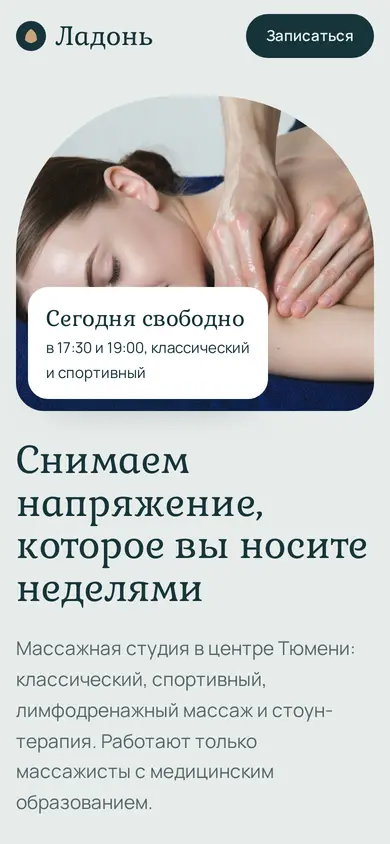 Ладонь
Записаться
Сегодня свободно
в 17:30 и 19:00, классический
и спортивный
Снимаем
напряжение,
которое вы носите
неделями
Массажная студия в центре Тюмени:
классический, спортивный,
лимфодренажный массаж и стоун-
терапия. Работают только
массажисты с медицинским
образованием.